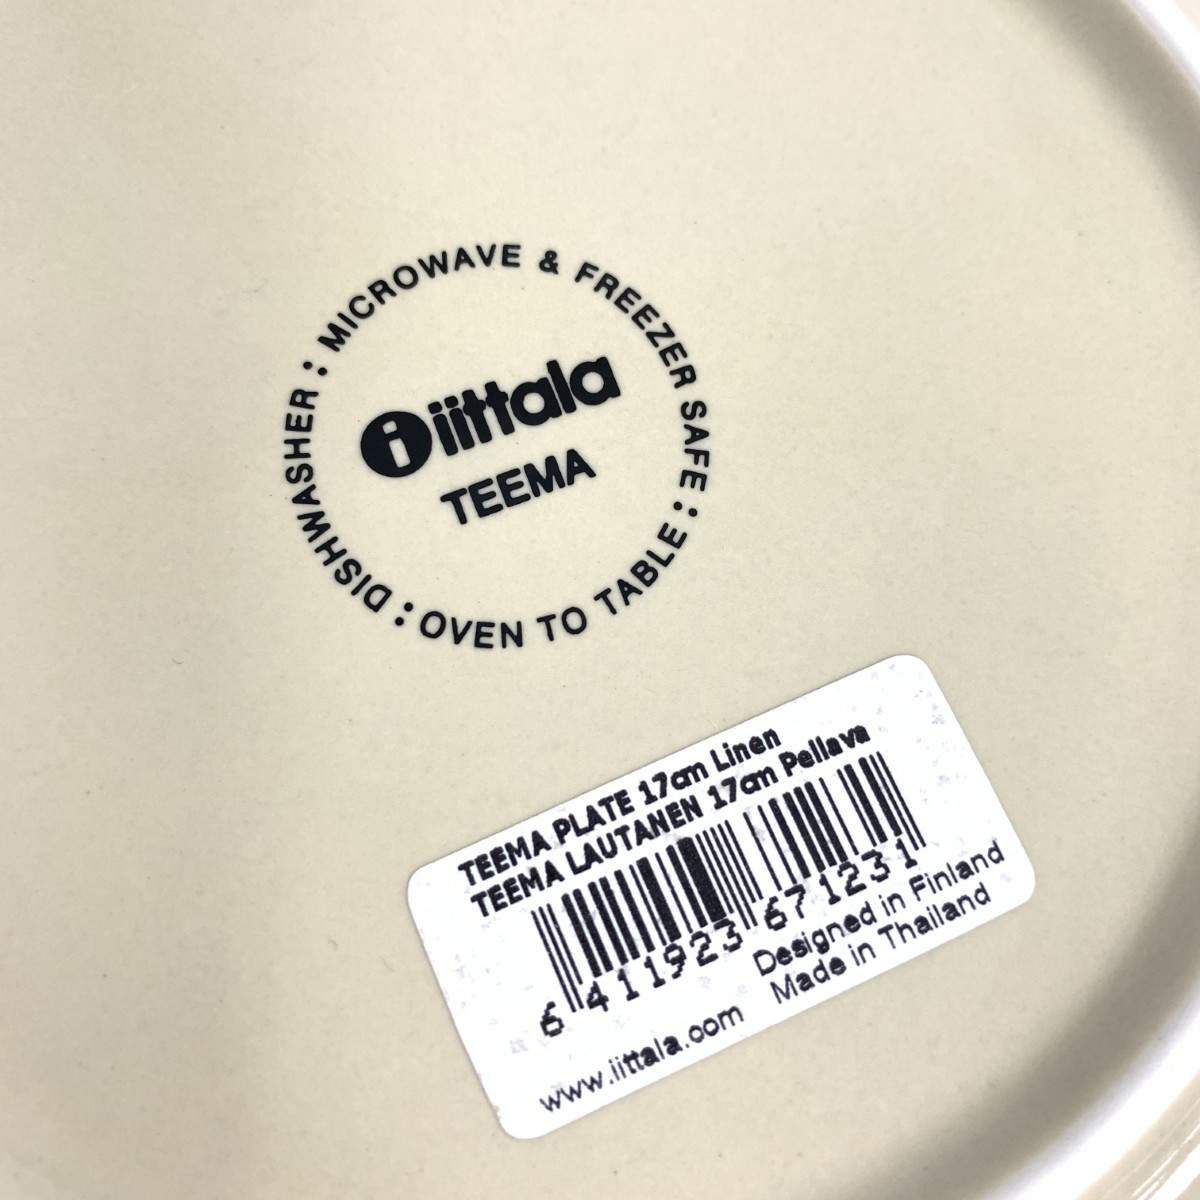 MICROWAVE & FREEZER SAFE : OVEN TO TABLE : DISHWASHER :
i iittala
TEEMA
TEEMA PLATE 17cm Linen
TEEMA LAUTANEN 17cm Pellava
6 411923 671231
Designed in Finland
Made in Thailand
www.iittala.com